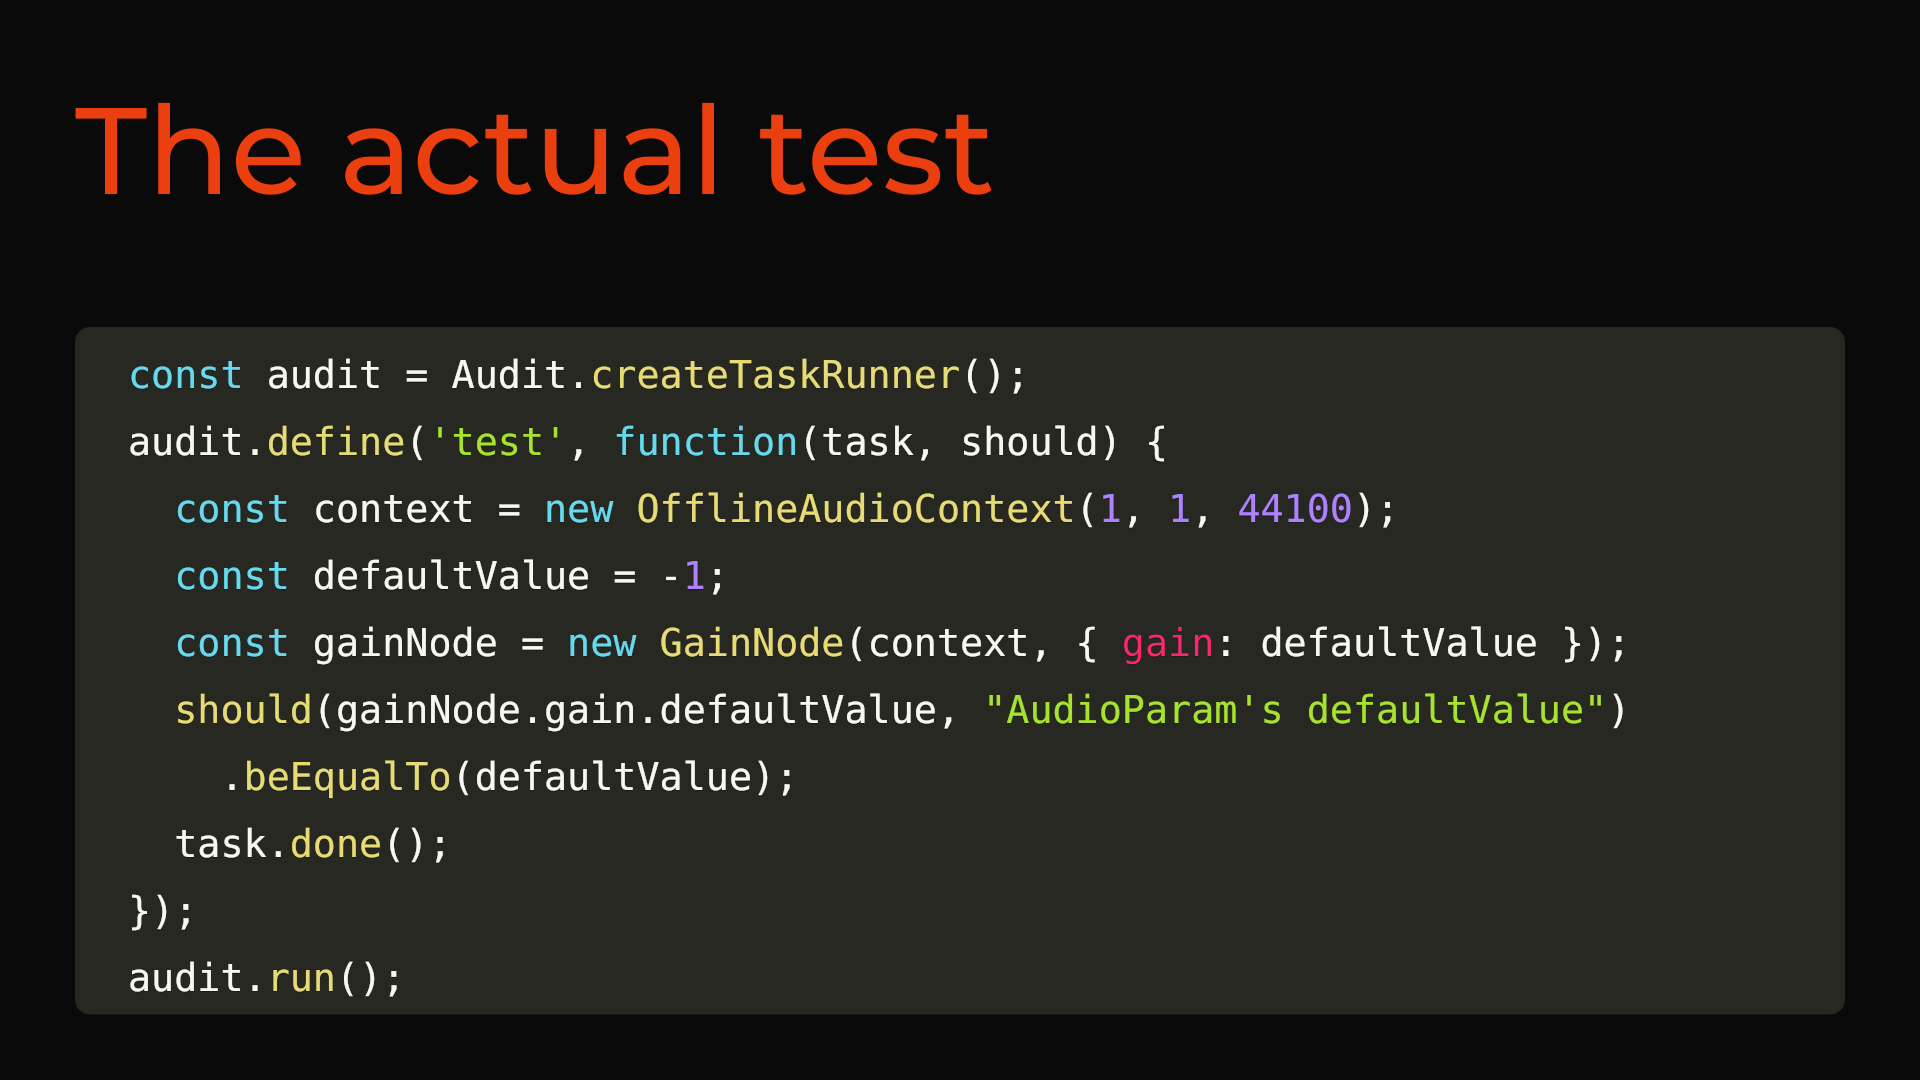 The actual test
const audit = Audit.createTaskRunner();
audit.define('test', function(task, should) {
  const context = new OfflineAudioContext(1, 1, 44100);
  const defaultValue = -1;
  const gainNode = new GainNode(context, { gain: defaultValue });
  should(gainNode.gain.defaultValue, "AudioParam's defaultValue")
    .beEqualTo(defaultValue);
  task.done();
});
audit.run();